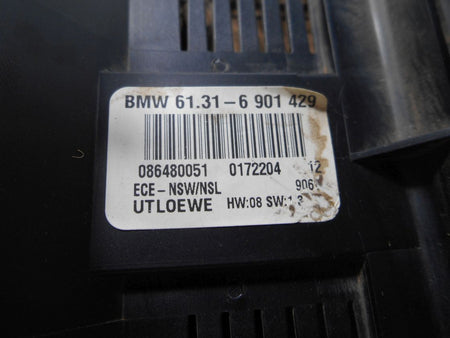 BMW 61.31-6 901 429
086480051 0172204 12
ECE-NSW/NSL 906
UTLOEWE HW:08 SW:1.3